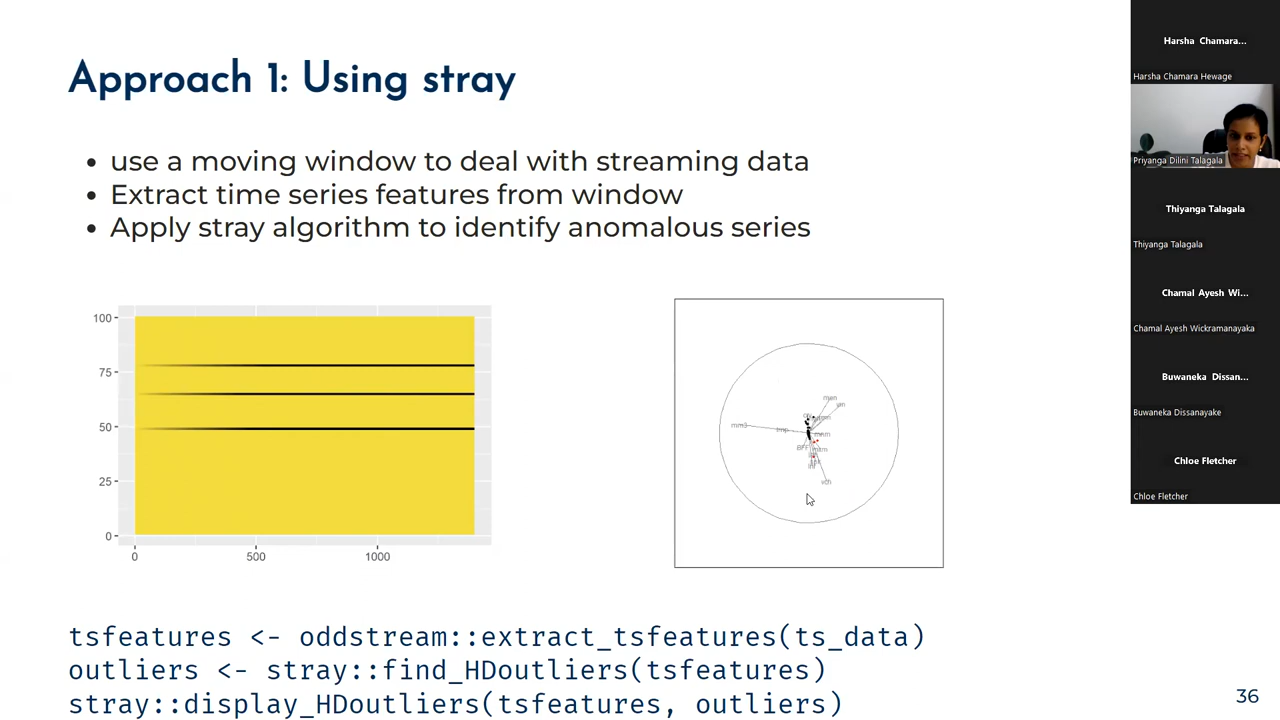 Approach 1: Using stray
• use a moving window to deal with streaming data
• Extract time series features from window
• Apply stray algorithm to identify anomalous series
100
75
50
25
0
0 500 1000
mm3
tmp
vch
tsfeatures <- oddstream::extract_tsfeatures(ts_data)
outliers <- stray::find_HDoutliers(tsfeatures)
stray::display_HDoutliers(tsfeatures, outliers)
36
Harsha Chamara...
Harsha Chamara Hewage
Priyanga Dilini Talagala
Thiyanga Talagala
Thiyanga Talagala
Chamal Ayesh Wi...
Chamal Ayesh Wickramanayaka
Buwaneka Dissan...
Buwaneka Dissanayake
Chloe Fletcher
Chloe Fletcher